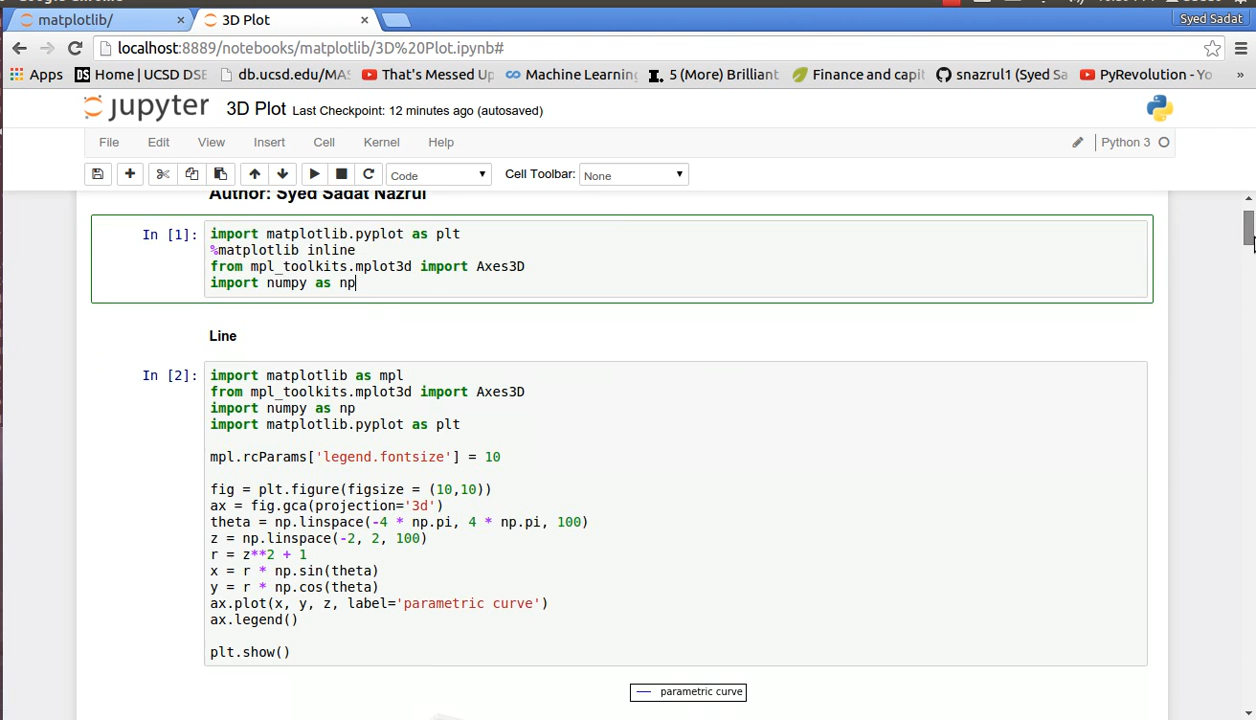 matplotlib/ × 3D Plot × Syed Sadat
localhost:8889/notebooks/matplotlib/3D%20Plot.ipynb#
Apps DS Home | UCSD DSE db.ucsd.edu/MAS That's Messed Up Machine Learning 5 (More) Brilliant Finance and capit snazrul1 (Syed Sa PyRevolution - Yo »
jupyter 3D Plot Last Checkpoint: 12 minutes ago (autosaved)
File Edit View Insert Cell Kernel Help Python 3
Code Cell Toolbar: None
Author: Syed Sadat Nazrul
In [1]: import matplotlib.pyplot as plt
%matplotlib inline
from mpl_toolkits.mplot3d import Axes3D
import numpy as np
Line
In [2]: import matplotlib as mpl
from mpl_toolkits.mplot3d import Axes3D
import numpy as np
import matplotlib.pyplot as plt
mpl.rcParams['legend.fontsize'] = 10
fig = plt.figure(figsize = (10,10))
ax = fig.gca(projection='3d')
theta = np.linspace(-4 * np.pi, 4 * np.pi, 100)
z = np.linspace(-2, 2, 100)
r = z**2 + 1
x = r * np.sin(theta)
y = r * np.cos(theta)
ax.plot(x, y, z, label='parametric curve')
ax.legend()
plt.show()
parametric curve